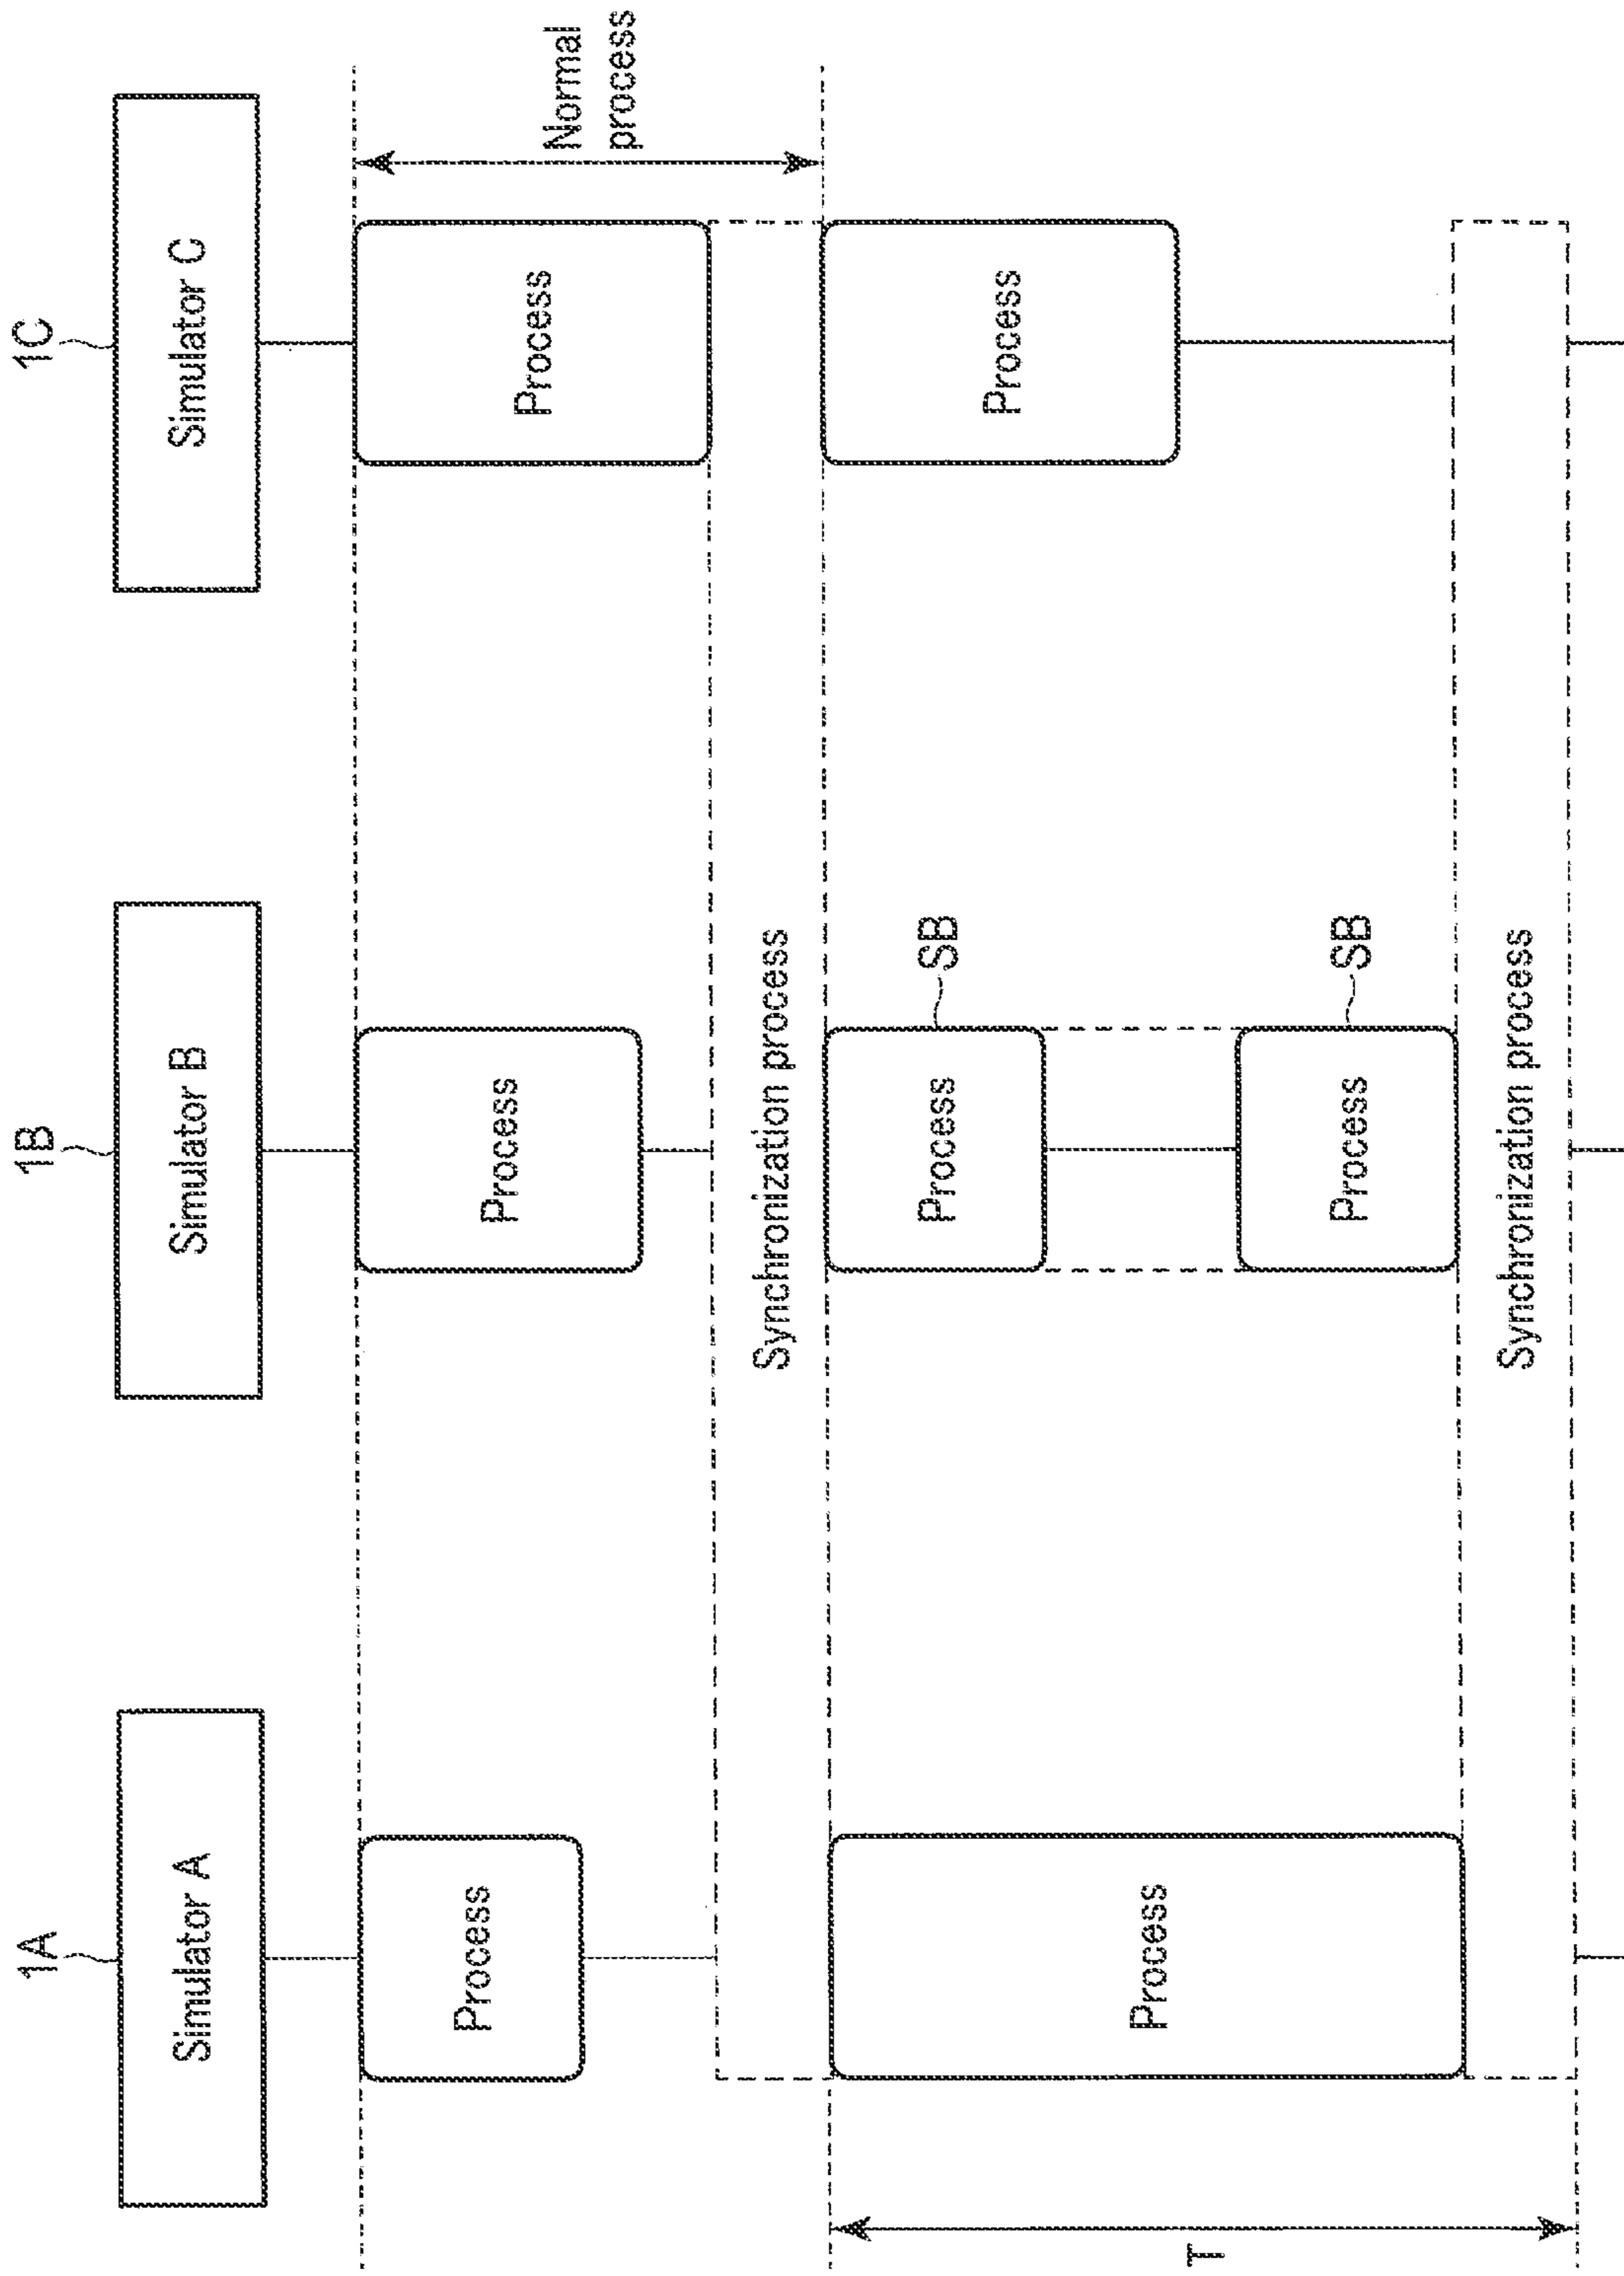 1A
1B
1C
Simulator A
Simulator B
Simulator C
Process
Process
Process
Normal
process
Synchronization process
Process
Process
SB
Process
SB
Process
T
Synchronization process